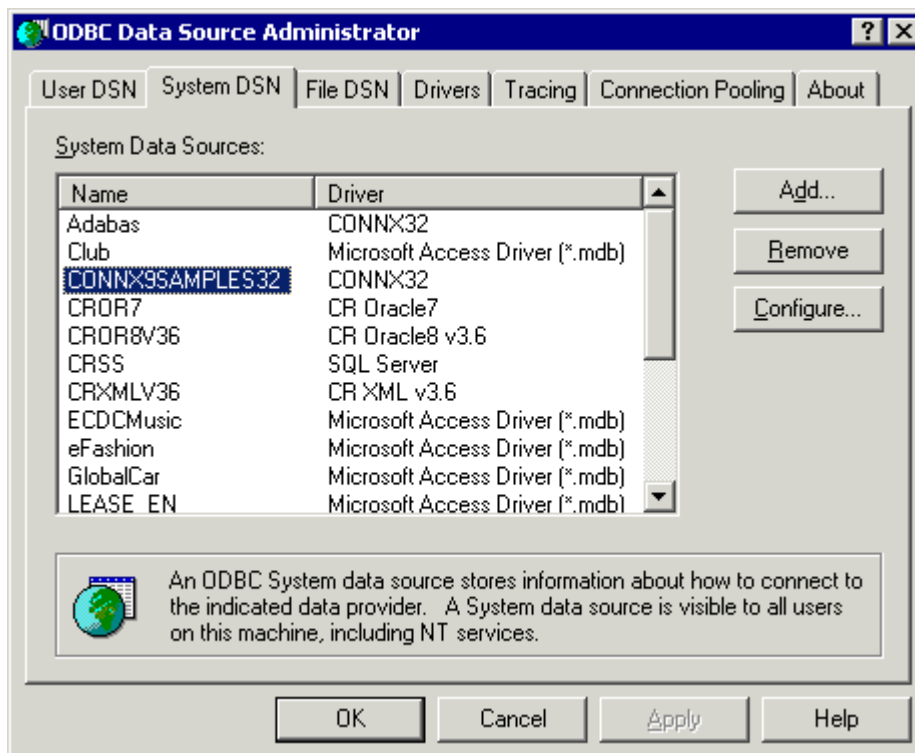 ODBC Data Source Administrator
User DSN System DSN File DSN Drivers Tracing Connection Pooling About
System Data Sources:
Name Driver
Adabas CONNX32
Club Microsoft Access Driver (*.mdb)
CONNX9SAMPLES32 CONNX32
CROR7 CR Oracle7
CROR8V36 CR Oracle8 v3.6
CRSS SQL Server
CRXMLV36 CR XML v3.6
ECDCMusic Microsoft Access Driver (*.mdb)
eFashion Microsoft Access Driver (*.mdb)
GlobalCar Microsoft Access Driver (*.mdb)
LEASE_EN Microsoft Access Driver (*.mdb)
Add...
Remove
Configure...
An ODBC System data source stores information about how to connect to
the indicated data provider. A System data source is visible to all users
on this machine, including NT services.
OK Cancel Apply Help